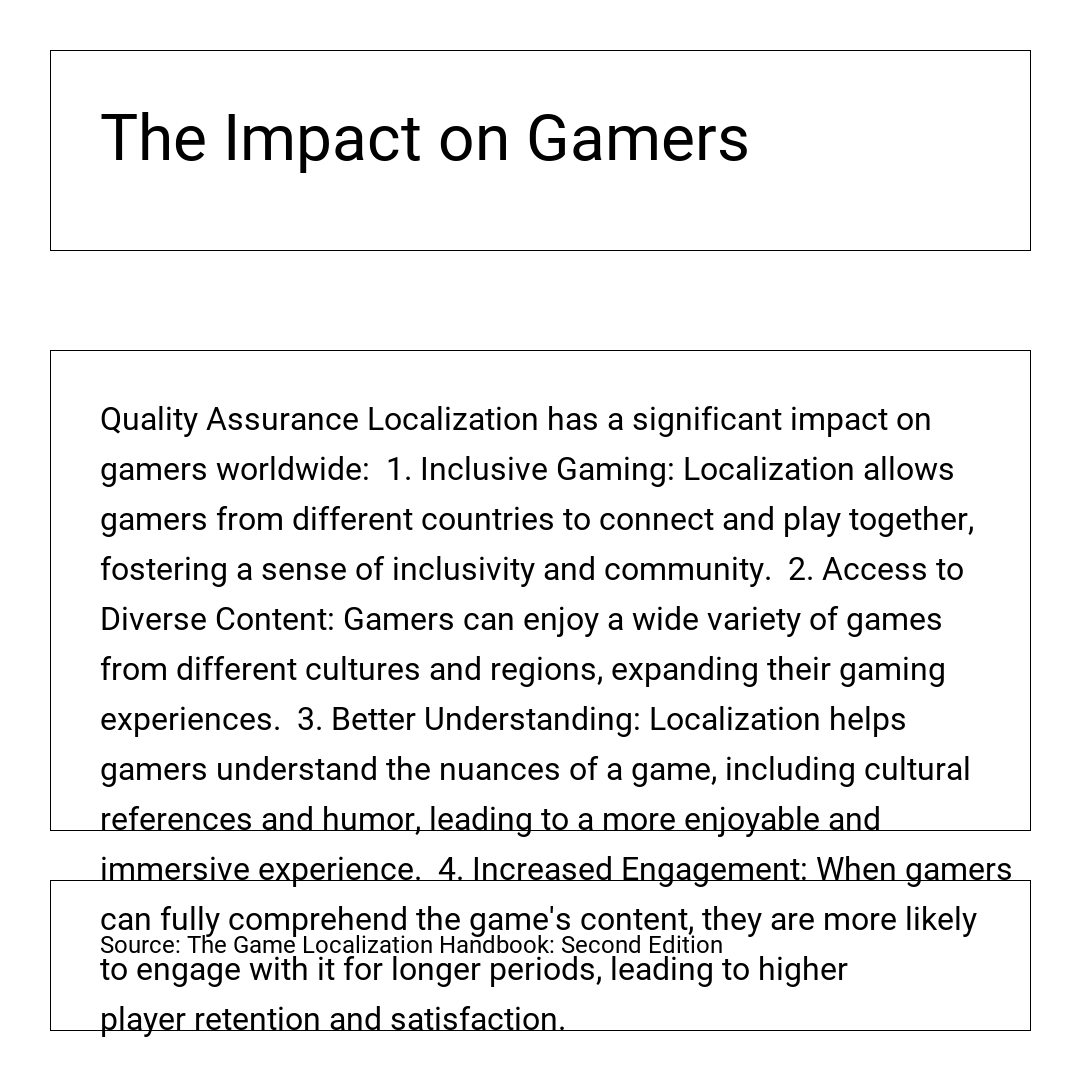 The Impact on Gamers
Quality Assurance Localization has a significant impact on
gamers worldwide:  1. Inclusive Gaming: Localization allows
gamers from different countries to connect and play together,
fostering a sense of inclusivity and community.  2. Access to
Diverse Content: Gamers can enjoy a wide variety of games
from different cultures and regions, expanding their gaming
experiences.  3. Better Understanding: Localization helps
gamers understand the nuances of a game, including cultural
references and humor, leading to a more enjoyable and
immersive experience.  4. Increased Engagement: When gamers
can fully comprehend the game's content, they are more likely
to engage with it for longer periods, leading to higher
player retention and satisfaction.
Source: The Game Localization Handbook: Second Edition